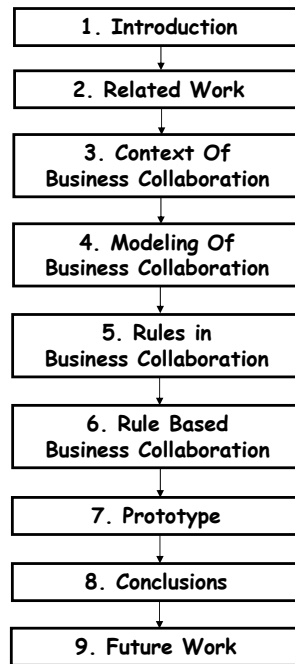 1. Introduction
2. Related Work
3. Context Of
Business Collaboration
4. Modeling Of
Business Collaboration
5. Rules in
Business Collaboration
6. Rule Based
Business Collaboration
7. Prototype
8. Conclusions
9. Future Work